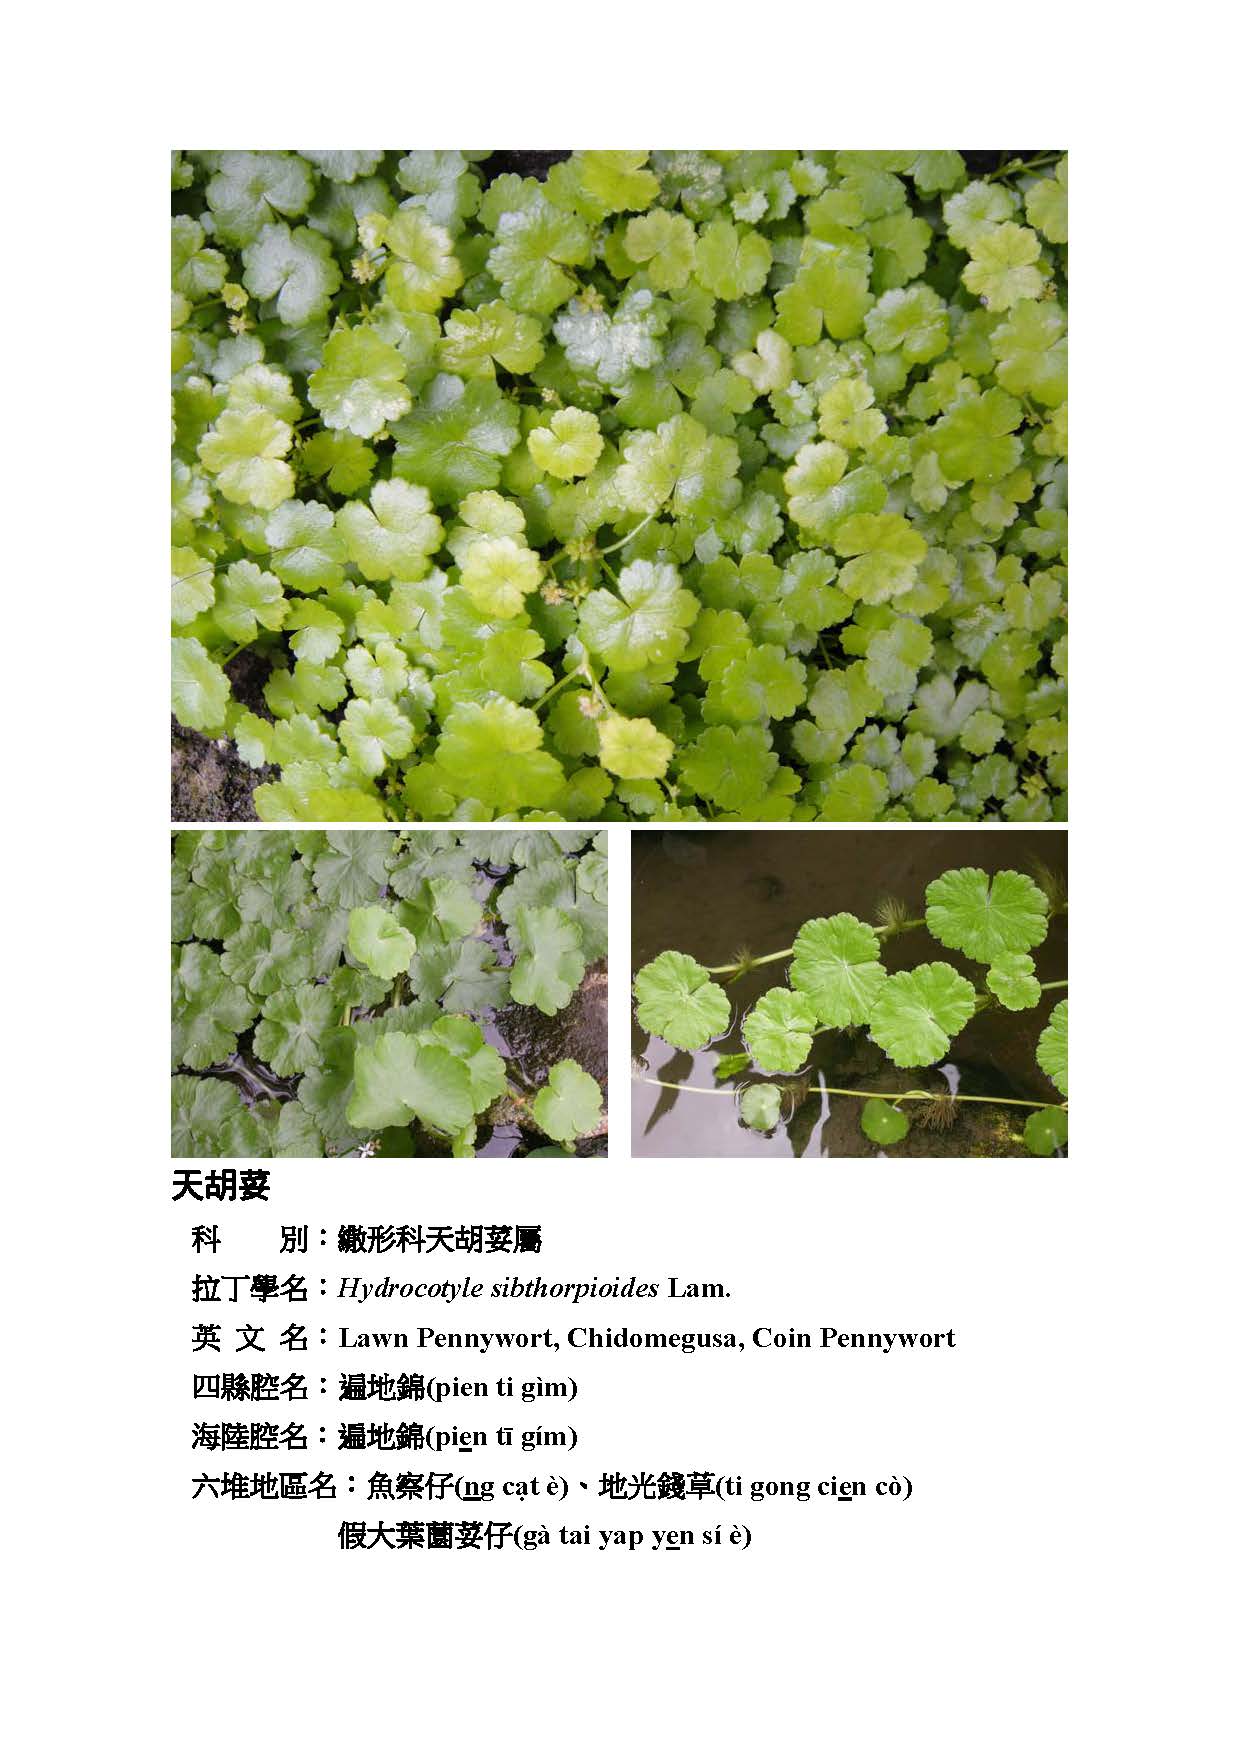 天胡荽
科　　別：繖形科天胡荽屬
拉丁學名：Hydrocotyle sibthorpioides Lam.
英 文 名：Lawn Pennywort, Chidomegusa, Coin Pennywort
四縣腔名：遍地錦(pien ti gìm)
海陸腔名：遍地錦(pien tī gím)
六堆地區名：魚察仔(ng cạt è)、地光錢草(ti gong cien cò)
假大葉薗荽仔(gà tai yap yen sí è)